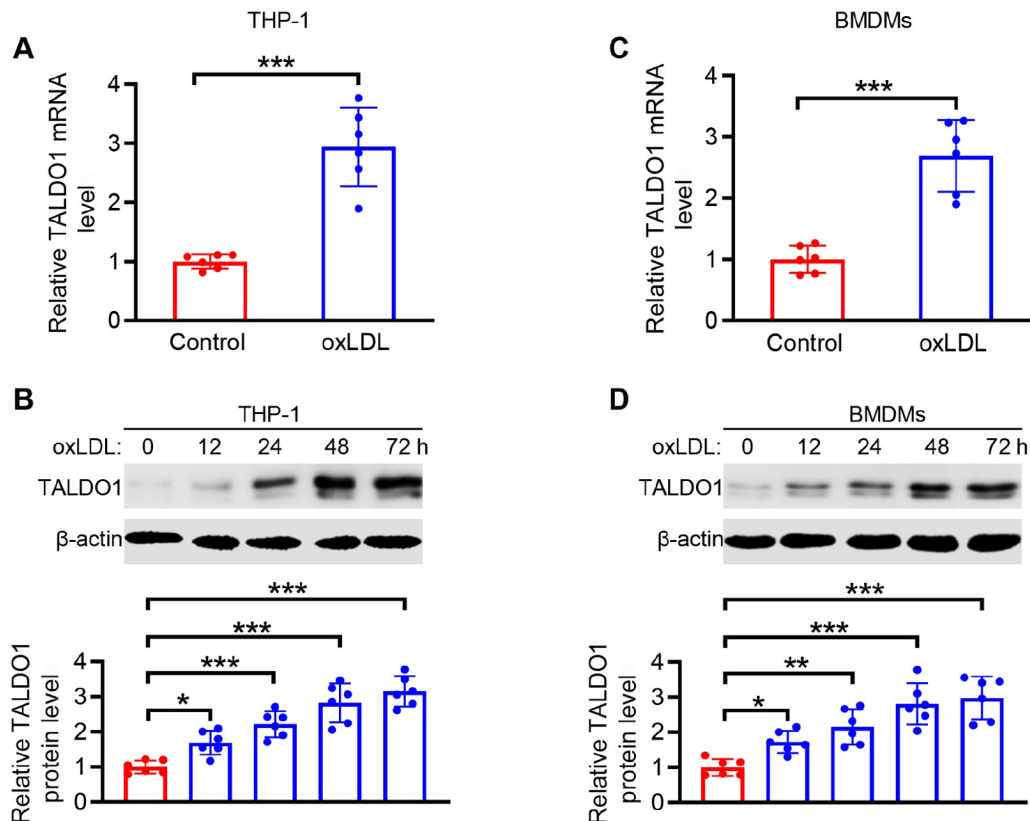 THP-1
A
***
Relative TALDO1 mRNA
level
4
3
2
1
0
Control oxLDL
BMDMs
C
***
Relative TALDO1 mRNA
level
4
3
2
1
0
Control oxLDL
B
THP-1
oxLDL: 0 12 24 48 72 h
TALDO1
β-actin
***
***
***
*
Relative TALDO1
protein level
4
3
2
1
0
D
BMDMs
oxLDL: 0 12 24 48 72 h
TALDO1
β-actin
***
***
**
*
Relative TALDO1
protein level
4
3
2
1
0